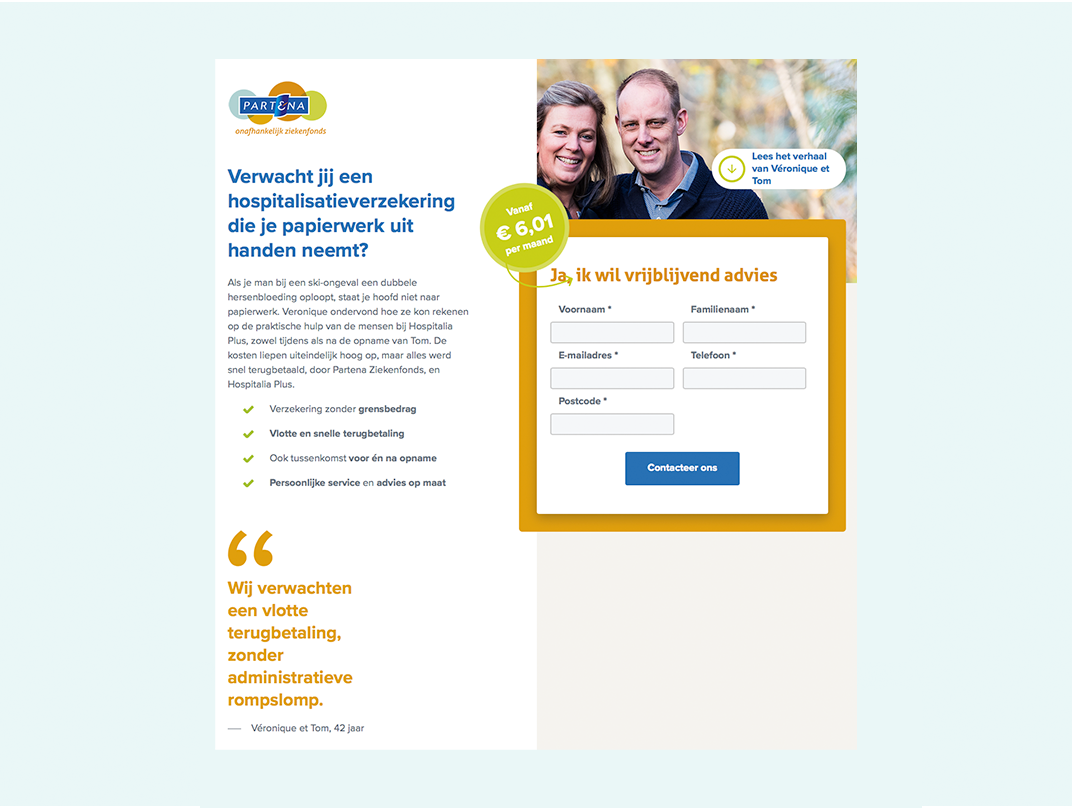 PARTENA
onafhankelijk ziekenfonds
Verwacht jij een
hospitalisatieverzekering
die je papierwerk uit
handen neemt?
Als je man bij een ski-ongeval een dubbele
hersenbloeding oploopt, staat je hoofd niet naar
papierwerk. Veronique ondervond hoe ze kon rekenen
op de praktische hulp van de mensen bij Hospitalia
Plus, zowel tijdens als na de opname van Tom. De
kosten liepen uiteindelijk hoog op, maar alles werd
snel terugbetaald, door Partena Ziekenfonds, en
Hospitalia Plus.
Verzekering zonder grensbedrag
Vlotte en snelle terugbetaling
Ook tussenkomst voor én na opname
Persoonlijke service en advies op maat
“
Wij verwachten
een vlotte
terugbetaling,
zonder
administratieve
rompslomp.
— Véronique et Tom, 42 jaar
Lees het verhaal
van Véronique et
Tom
Vanaf
€ 6,01
per maand
Ja, ik wil vrijblijvend advies
Voornaam * Familienaam *
E-mailadres * Telefoon *
Postcode *
Contacteer ons